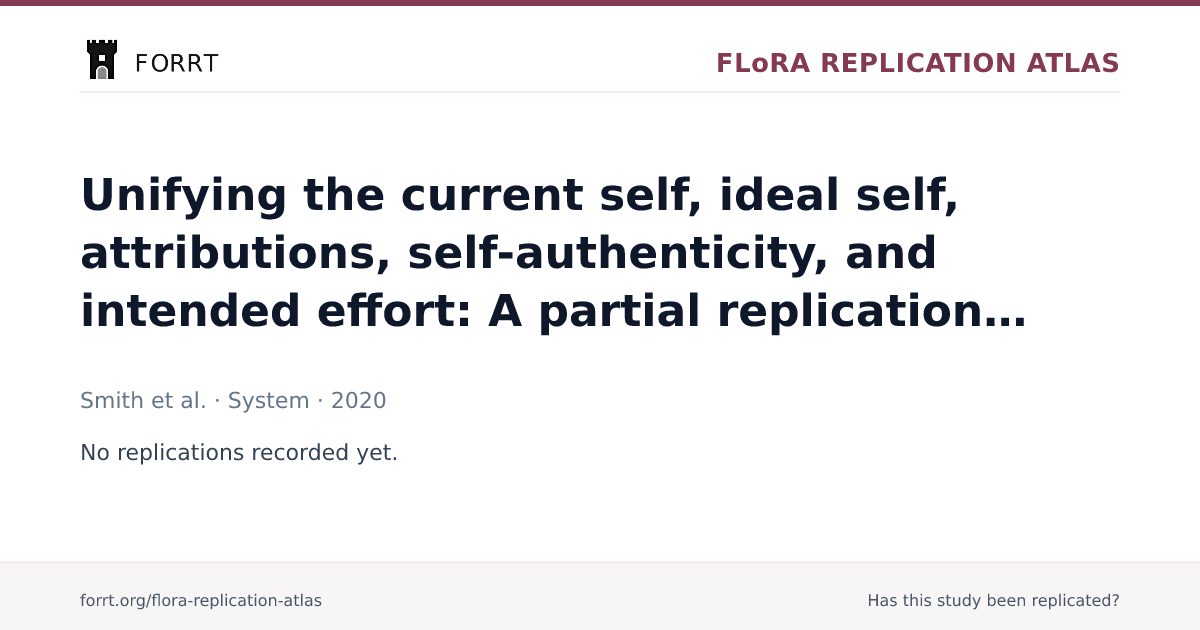 FORRT
FLoRA REPLICATION ATLAS
Unifying the current self, ideal self,
attributions, self-authenticity, and
intended effort: A partial replication…
Smith et al. · System · 2020
No replications recorded yet.
forrt.org/flora-replication-atlas
Has this study been replicated?